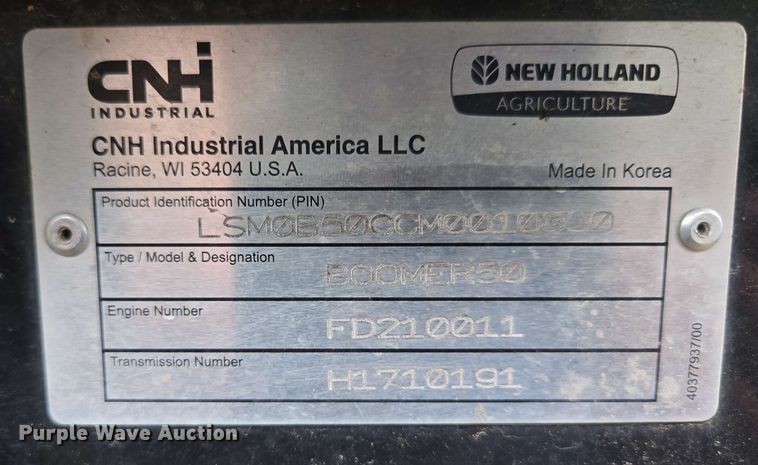 CNH
INDUSTRIAL
NEW HOLLAND
AGRICULTURE
CNH Industrial America LLC
Racine, WI 53404 U.S.A.
Made In Korea
Product Identification Number (PIN)
Type / Model & Designation
BOOMER50
Engine Number
FD210011
Transmission Number
H1710191
40377937/00
Purple Wave Auction